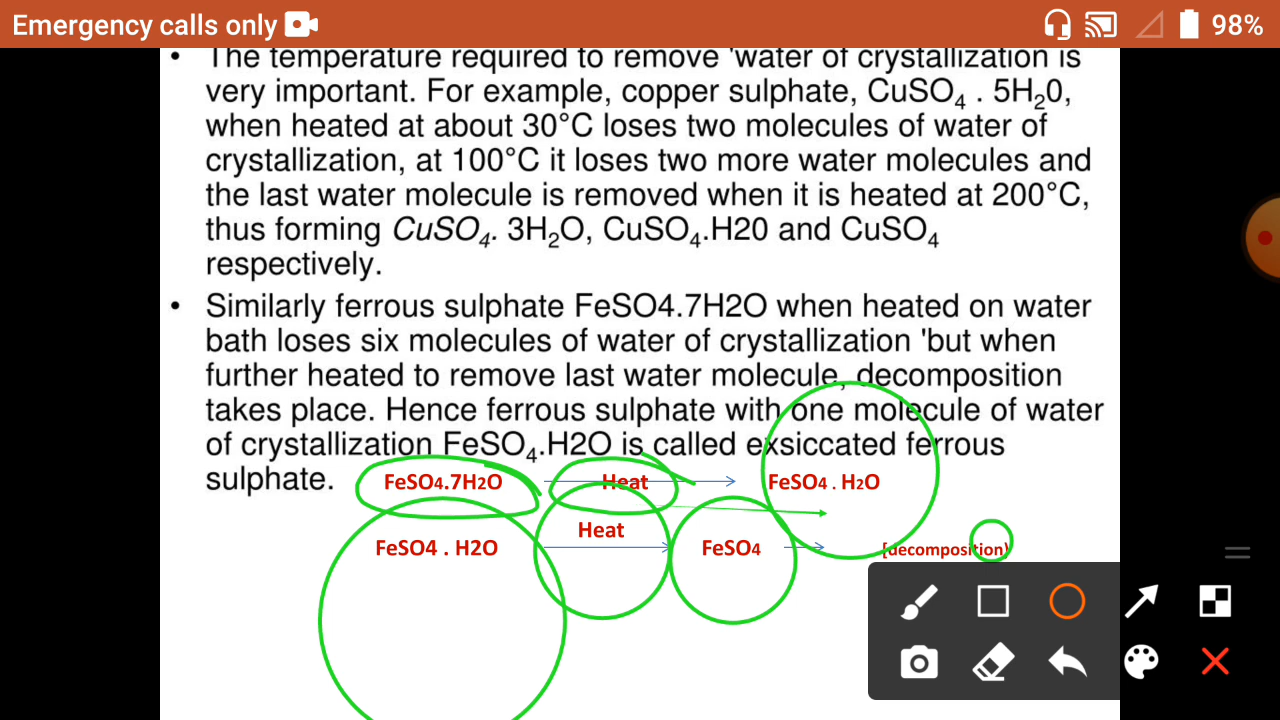 Emergency calls only
98%
• The temperature required to remove 'water of crystallization is
very important. For example, copper sulphate, CuSO₄ . 5H₂0,
when heated at about 30°C loses two molecules of water of
crystallization, at 100°C it loses two more water molecules and
the last water molecule is removed when it is heated at 200°C,
thus forming CuSO₄. 3H₂O, CuSO₄.H20 and CuSO₄
respectively.
• Similarly ferrous sulphate FeSO4.7H2O when heated on water
bath loses six molecules of water of crystallization 'but when
further heated to remove last water molecule, decomposition
takes place. Hence ferrous sulphate with one molecule of water
of crystallization FeSO₄.H2O is called exsiccated ferrous
sulphate.
FeSO₄.7H₂O Heat FeSO₄ . H₂O
Heat
FeSO4 . H2O FeSO₄ [decomposition)